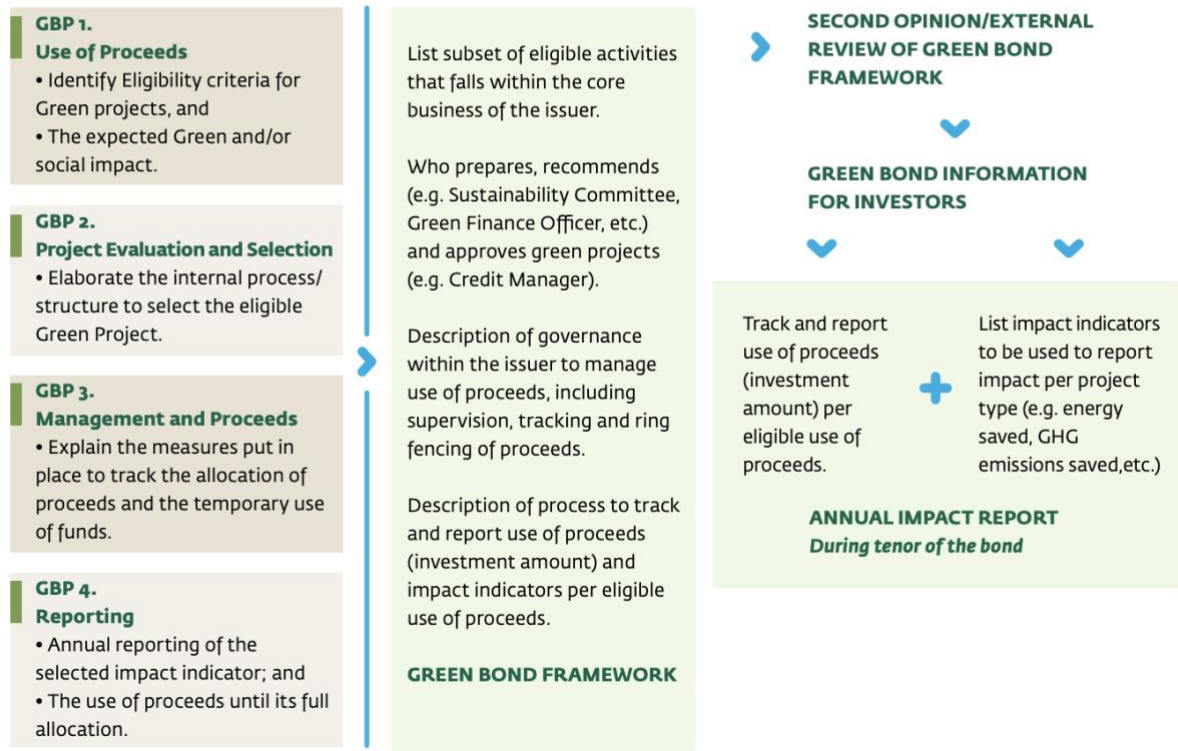 GBP 1.
Use of Proceeds
• Identify Eligibility criteria for
Green projects, and
• The expected Green and/or
social impact.
GBP 2.
Project Evaluation and Selection
• Elaborate the internal process/
structure to select the eligible
Green Project.
GBP 3.
Management and Proceeds
• Explain the measures put in
place to track the allocation of
proceeds and the temporary use
of funds.
GBP 4.
Reporting
• Annual reporting of the
selected impact indicator; and
• The use of proceeds until its full
allocation.
List subset of eligible activities
that falls within the core
business of the issuer.
Who prepares, recommends
(e.g. Sustainability Committee,
Green Finance Officer, etc.)
and approves green projects
(e.g. Credit Manager).
Description of governance
within the issuer to manage
use of proceeds, including
supervision, tracking and ring
fencing of proceeds.
Description of process to track
and report use of proceeds
(investment amount) and
impact indicators per eligible
use of proceeds.
GREEN BOND FRAMEWORK
SECOND OPINION/EXTERNAL
REVIEW OF GREEN BOND
FRAMEWORK
GREEN BOND INFORMATION
FOR INVESTORS
Track and report
use of proceeds
(investment
amount) per
eligible use of
proceeds.
List impact indicators
to be used to report
impact per project
type (e.g. energy
saved, GHG
emissions saved,etc.)
ANNUAL IMPACT REPORT
During tenor of the bond